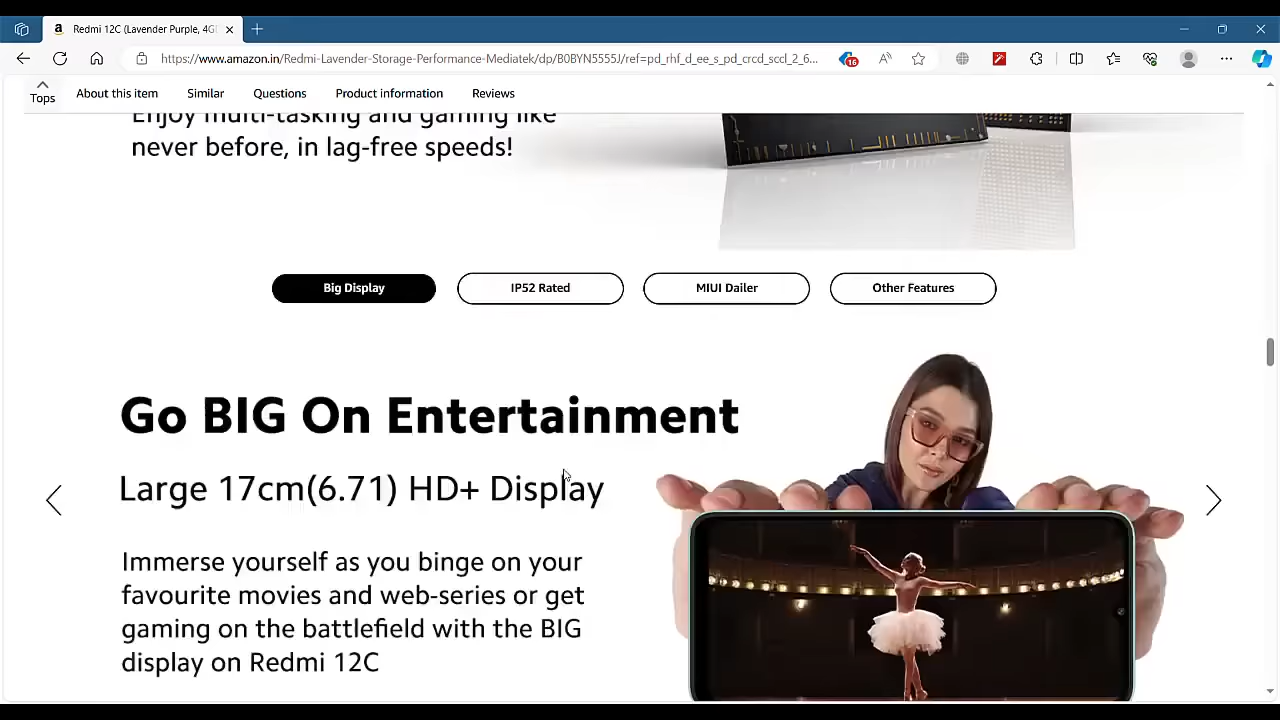 Redmi 12C (Lavender Purple, 4G
https://www.amazon.in/Redmi-Lavender-Storage-Performance-Mediatek/dp/B0BYN5555J/ref=pd_rhf_d_ee_s_pd_crcd_sccl_2_6...
16
Tops
About this item
Similar
Questions
Product information
Reviews
Enjoy multi-tasking and gaming like
never before, in lag-free speeds!
Big Display
IP52 Rated
MIUI Dailer
Other Features
Go BIG On Entertainment
Large 17cm(6.71) HD+ Display
Immerse yourself as you binge on your
favourite movies and web-series or get
gaming on the battlefield with the BIG
display on Redmi 12C